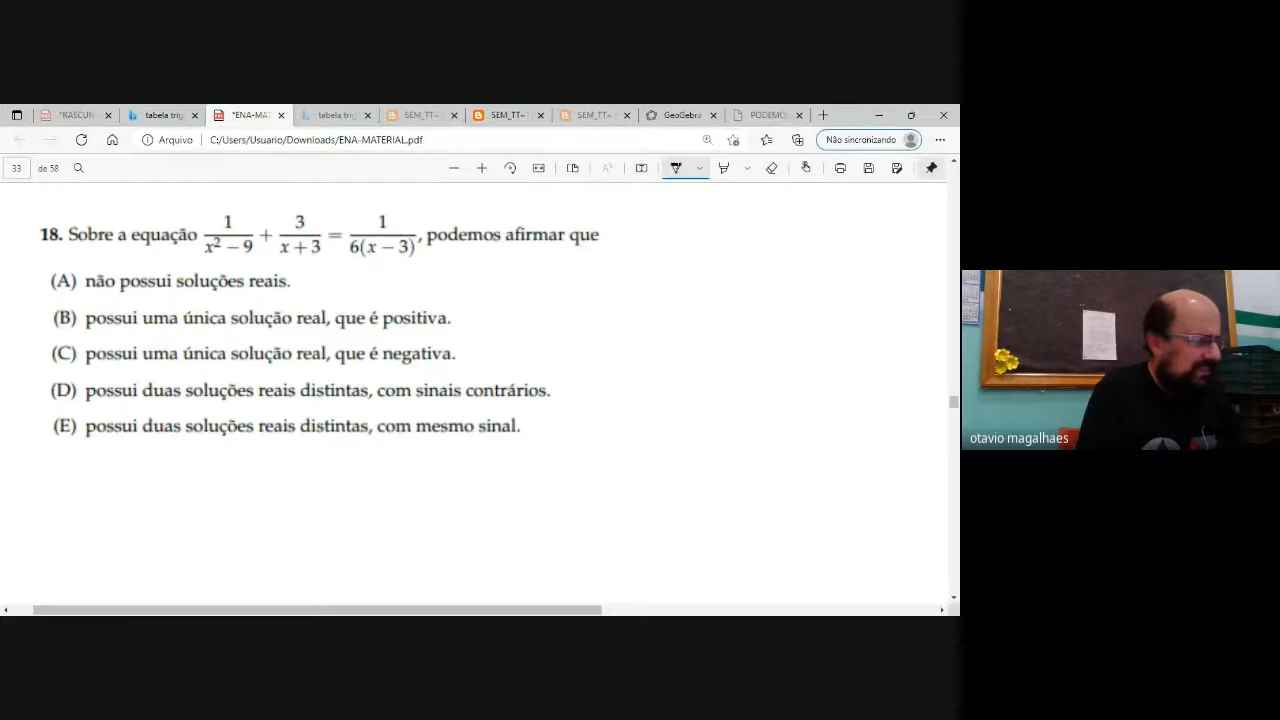 *RASCUN
tabela trig
*ENA-MAT
tabela trig
SEM_TT~
SEM_TT~
SEM_TT~
GeoGebra
PODEMO
Arquivo | C:/Users/Usuario/Downloads/ENA-MATERIAL.pdf
Não sincronizando
33 de 58
18. Sobre a equação 1/(x² − 9) + 3/(x + 3) = 1/(6(x − 3)), podemos afirmar que
(A) não possui soluções reais.
(B) possui uma única solução real, que é positiva.
(C) possui uma única solução real, que é negativa.
(D) possui duas soluções reais distintas, com sinais contrários.
(E) possui duas soluções reais distintas, com mesmo sinal.
otavio magalhaes